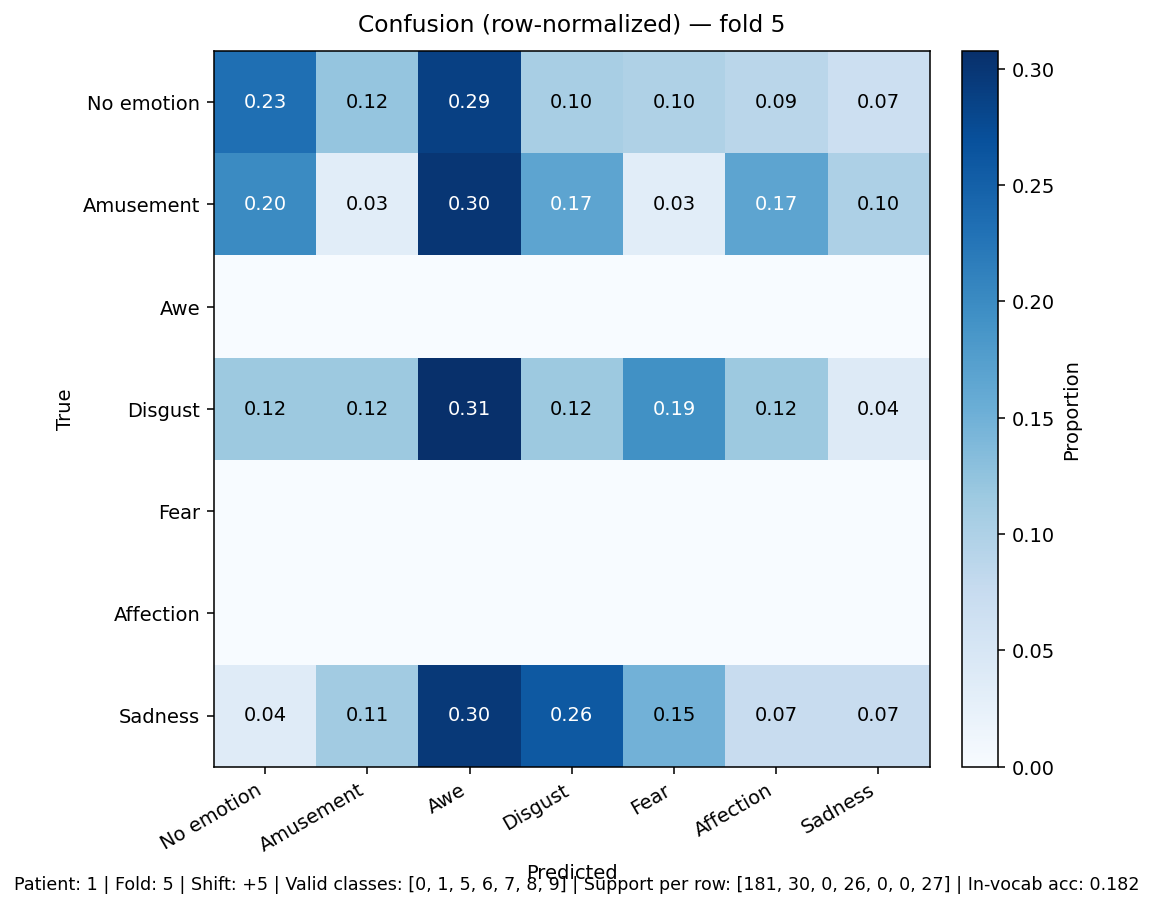 Confusion (row-normalized) — fold 5
No emotion 0.23 0.12 0.29 0.10 0.10 0.09 0.07
Amusement 0.20 0.03 0.30 0.17 0.03 0.17 0.10
Awe
Disgust 0.12 0.12 0.31 0.12 0.19 0.12 0.04
Fear
Affection
Sadness 0.04 0.11 0.30 0.26 0.15 0.07 0.07
True
No emotion Amusement Awe Disgust Fear Affection Sadness
Predicted
0.30
0.25
0.20
0.15
0.10
0.05
0.00
Proportion
Patient: 1 | Fold: 5 | Shift: +5 | Valid classes: [0, 1, 5, 6, 7, 8, 9] | Support per row: [181, 30, 0, 26, 0, 0, 27] | In-vocab acc: 0.182